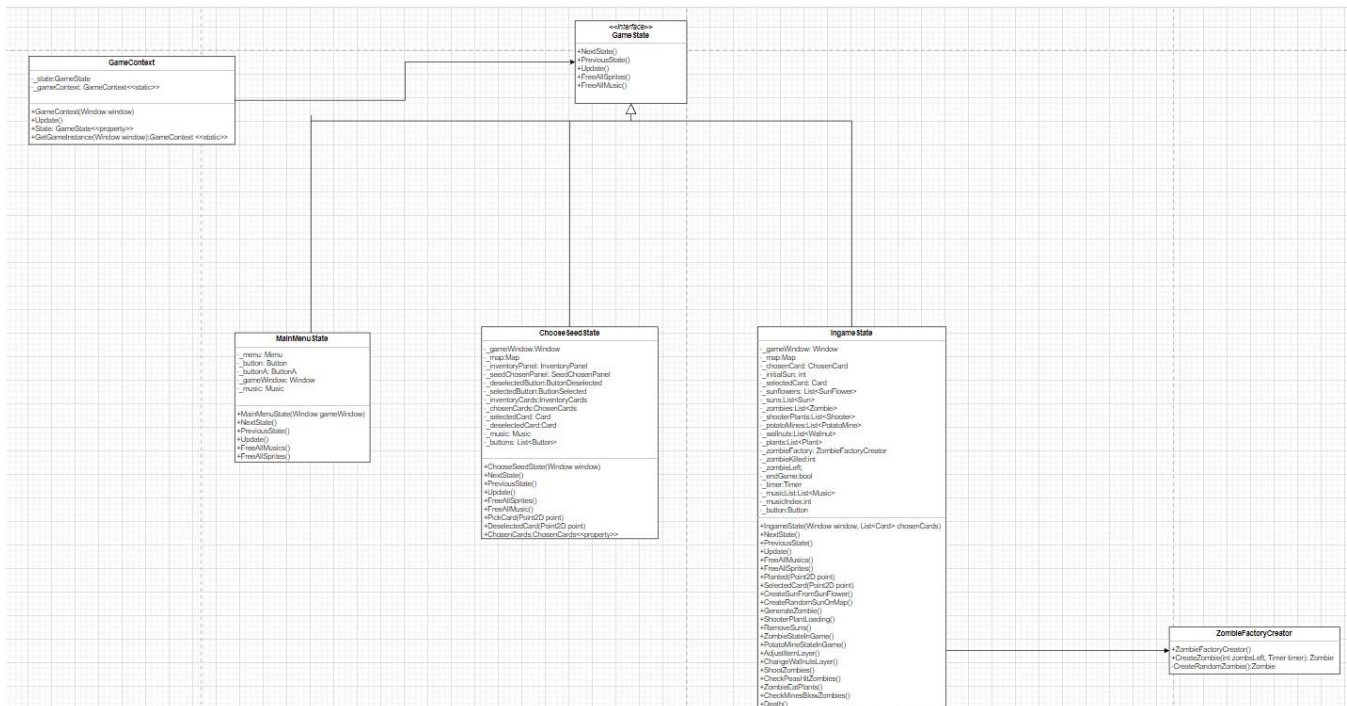 <<interface>>
GameState
+NextState()
+PreviousState()
+Update()
+FreeAllSprites()
+FreeAllMusic()
GameContext
-_state:GameState
-_gameContext: GameContext<<static>>
+GameContext(Window window)
+Update()
+State: GameState<<property>>
+GetGameInstance(Window window):GameContext <<static>>
MainMenuState
-_menu: Menu
-_button: Button
-_buttonA: ButtonA
-_gameWindow: Window
-_music: Music
+MainMenuState(Window gameWindow)
+NextState()
+PreviousState()
+Update()
+FreeAllMusics()
+FreeAllSprites()
ChooseSeedState
-_gameWindow:Window
-_map:Map
-_inventoryPanel: InventoryPanel
-_seedChosenPanel: SeedChosenPanel
-_deselectedButton:ButtonDeselected
-_selectedButton:ButtonSelected
-_inventoryCards:InventoryCards
-_chosenCards:ChosenCards
-_selectedCard: Card
-_deselectedCard:Card
-_music: Music
-_buttons: List<Button>
+ChooseSeedState(Window window)
+NextState()
+PreviousState()
+Update()
+FreeAllSprites()
+FreeAllMusic()
+PickCard(Point2D point)
+DeselectedCard(Point2D point)
+ChosenCards:ChosenCards<<property>>
IngameState
-_gameWindow: Window
-_map:Map
-_chosenCard: ChosenCard
-_initialSun: int
-_selectedCard: Card
-_sunflowers: List<SunFlower>
-_suns:List<Sun>
-_zombies:List<Zombie>
-_shooterPlants:List<Shooter>
-_potatoMines:List<PotatoMine>
-_wallnuts:List<Wallnut>
-_plants:List<Plant>
-_zombieFactory: ZombieFactoryCreator
-_zombieKilled:int
-_zombieLeft;
-_endGame:bool
-_timer:Timer
-_musicList:List<Music>
-_musicIndex:int
-_button:Button
+IngameState(Window window, List<Card> chosenCards)
+NextState()
+PreviousState()
+Update()
+FreeAllMusics()
+FreeAllSprites()
+Planted(Point2D point)
+SelectedCard(Point2D point)
+CreateSunFromSunFlower()
+CreateRandomSunOnMap()
+GenerateZombie()
+ShooterPlantLoading()
+RemoveSuns()
+ZombieStateInGame()
+PotatoMineStateInGame()
+AdjustItemLayer()
+ChangeWallnutsLayer()
+ShootZombies()
+CheckPeasHitZombies()
+ZombieEatPlants()
+CheckMinesBlowZombies()
+Death()
ZombieFactoryCreator
+ZombieFactoryCreator()
+CreateZombie(int zombsLeft, Timer timer): Zombie
-CreateRandomZombie():Zombie